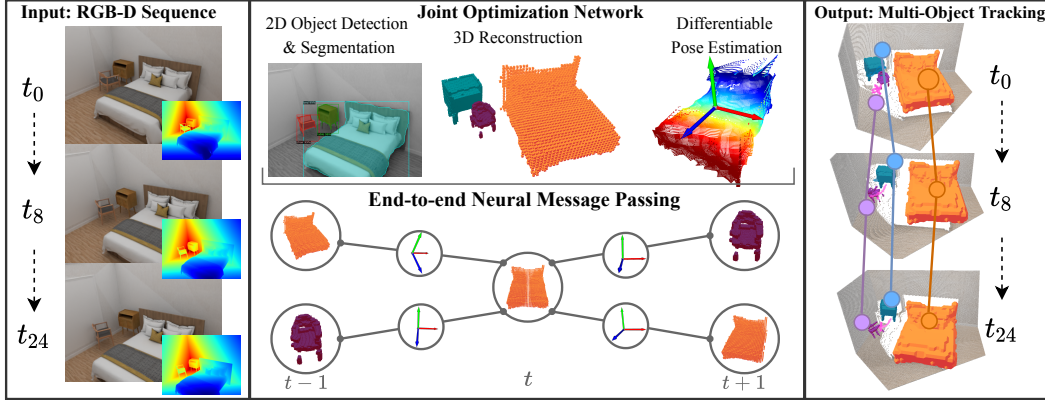 Input: RGB-D Sequence
t0
t8
t24
Joint Optimization Network
2D Object Detection
& Segmentation
3D Reconstruction
Differentiable
Pose Estimation
End-to-end Neural Message Passing
t − 1
t
t + 1
Output: Multi-Object Tracking
t0
t8
t24